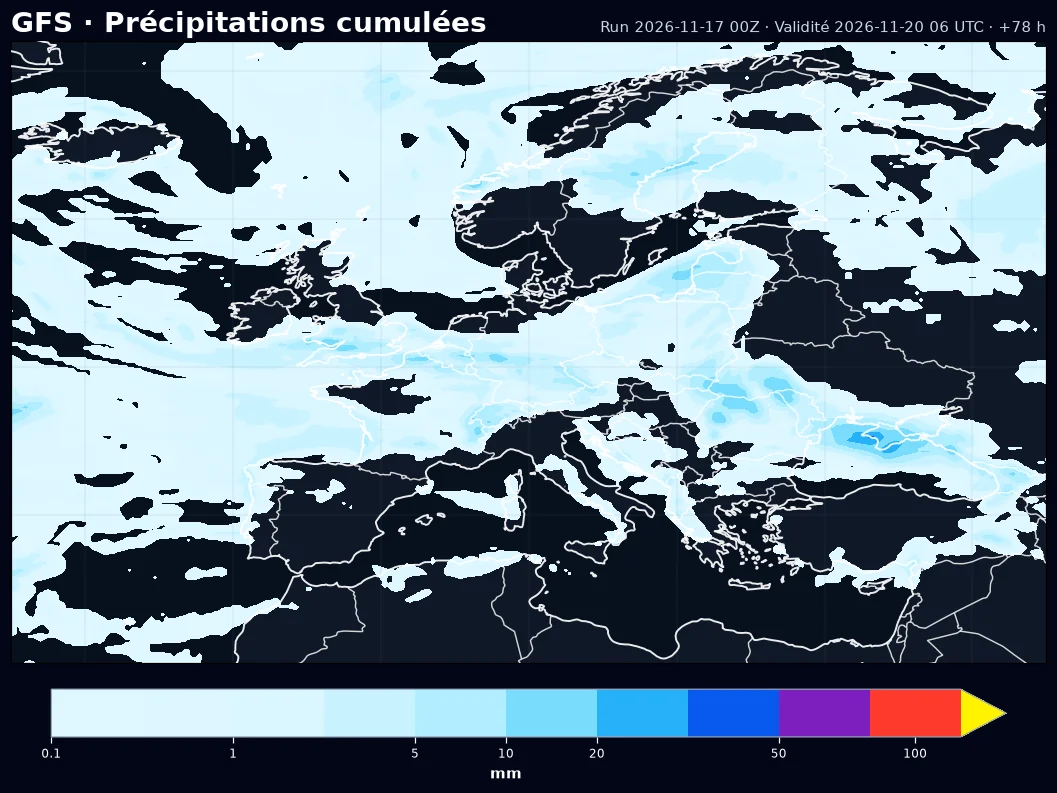 GFS · Précipitations cumulées
Run 2026-11-17 00Z · Validité 2026-11-20 06 UTC · +78 h
0.1 1 5 10 20 50 100
mm